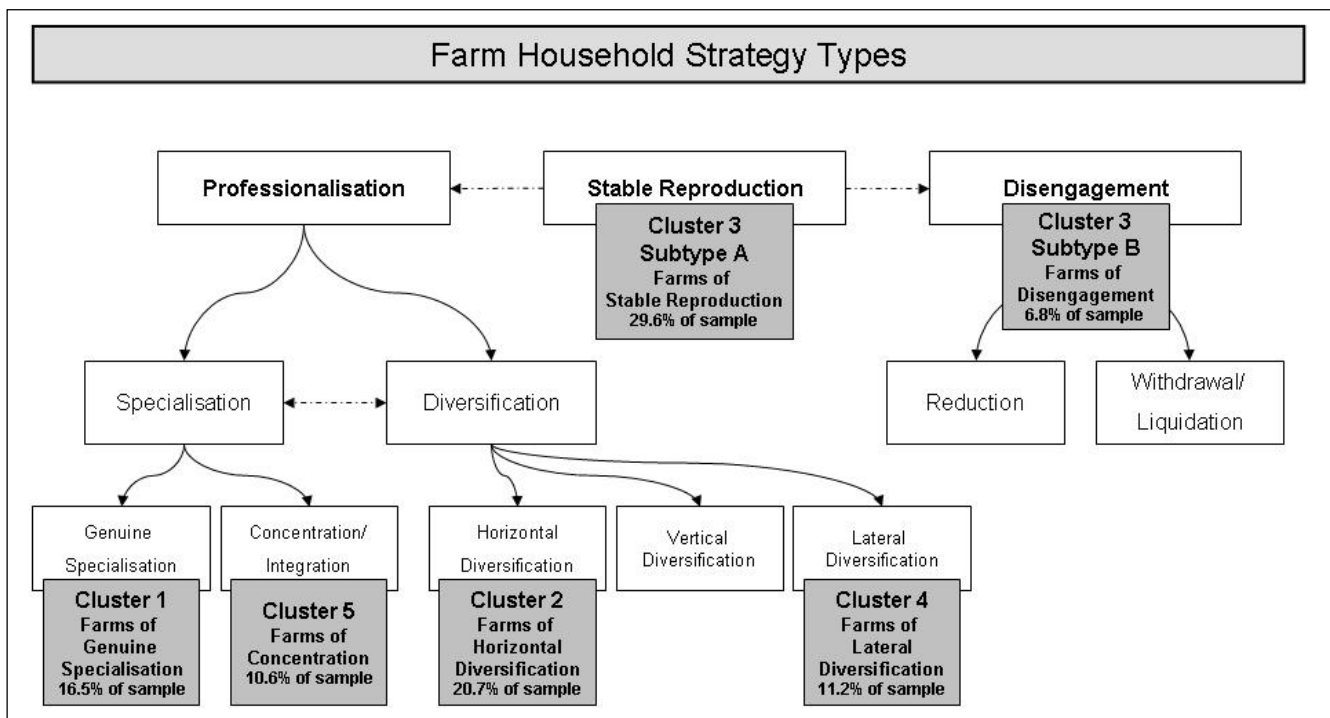 Farm Household Strategy Types
Professionalisation
Stable Reproduction
Disengagement
Cluster 3
Subtype A
Farms of
Stable Reproduction
29.6% of sample
Cluster 3
Subtype B
Farms of
Disengagement
6.8% of sample
Specialisation
Diversification
Reduction
Withdrawal/
Liquidation
Genuine
Specialisation
Concentration/
Integration
Horizontal
Diversification
Vertical
Diversification
Lateral
Diversification
Cluster 1
Farms of
Genuine
Specialisation
16.5% of sample
Cluster 5
Farms of
Concentration
10.6% of sample
Cluster 2
Farms of
Horizontal
Diversification
20.7% of sample
Cluster 4
Farms of
Lateral
Diversification
11.2% of sample